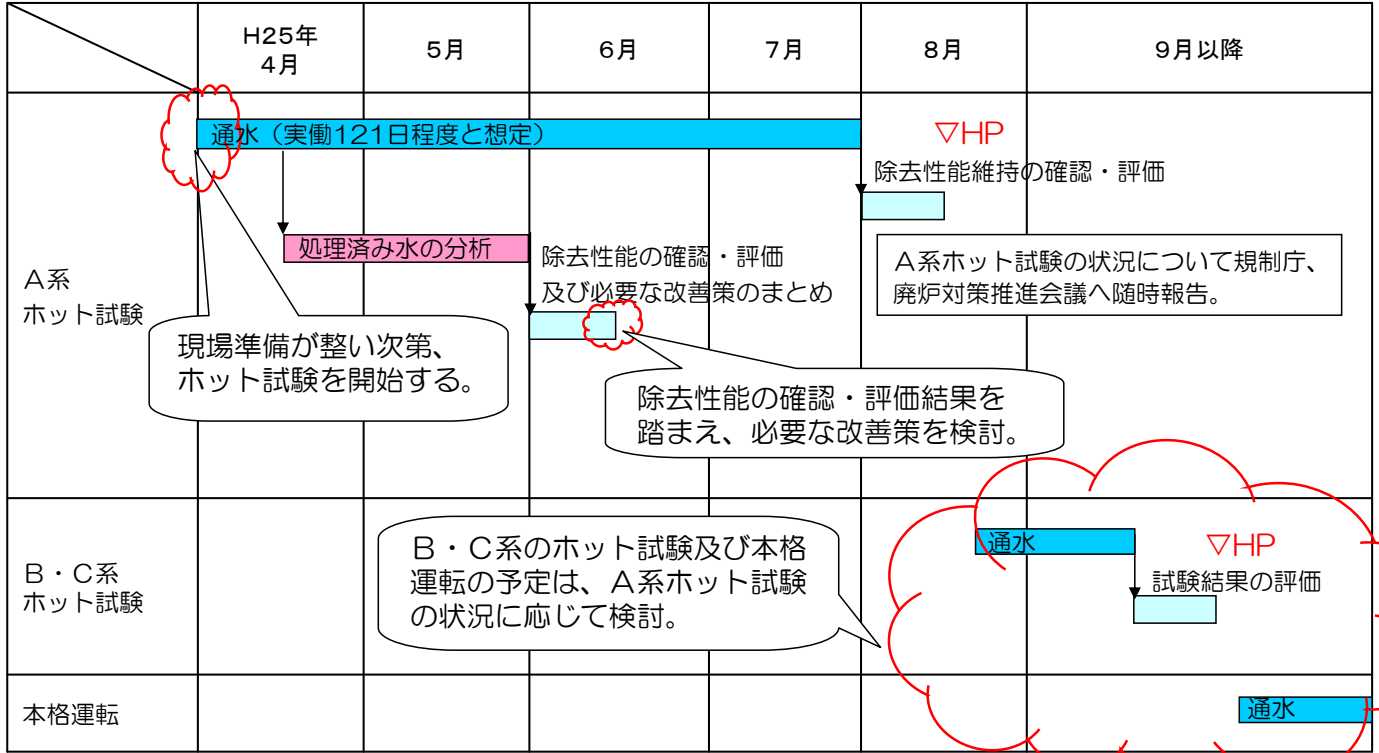 H25年
4月
5月
6月
7月
8月
9月以降
A系
ホット試験
通水（実働121日程度と想定）
▽HP
除去性能維持の確認・評価
処理済み水の分析
除去性能の確認・評価
及び必要な改善策のまとめ
A系ホット試験の状況について規制庁、
廃炉対策推進会議へ随時報告。
現場準備が整い次第、
ホット試験を開始する。
除去性能の確認・評価結果を
踏まえ、必要な改善策を検討。
B・C系
ホット試験
B・C系のホット試験及び本格
運転の予定は、A系ホット試験
の状況に応じて検討。
通水
▽HP
試験結果の評価
本格運転
通水